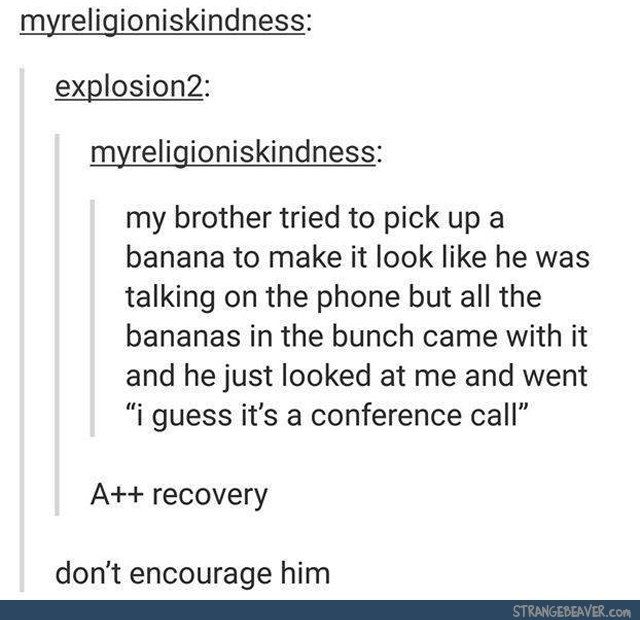 myreligioniskindness:
explosion2:
myreligioniskindness:
my brother tried to pick up a
banana to make it look like he was
talking on the phone but all the
bananas in the bunch came with it
and he just looked at me and went
“i guess it’s a conference call”
A++ recovery
don’t encourage him
STRANGEBEAVER.com